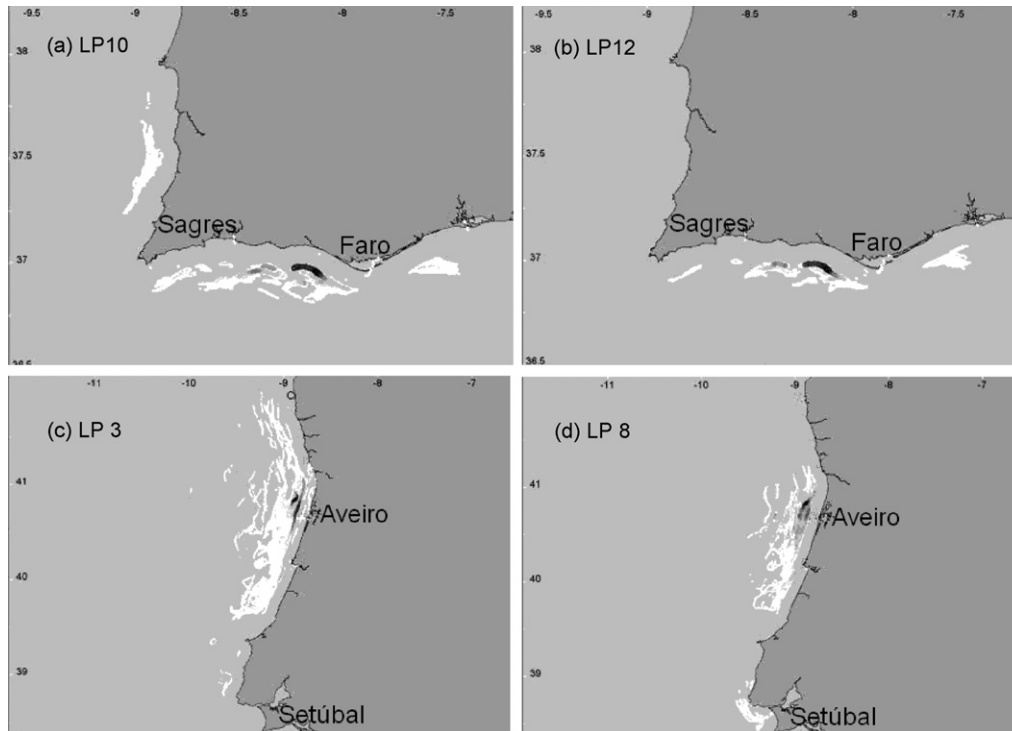 -9.5 -9 -8.5 -8 -7.5
(a) LP10
38
37.5
Sagres
Faro
37
36.5
-9.5 -9 -8.5 -8 -7.5
(b) LP12
38
37.5
Sagres
Faro
37
36.5
-11 -10 -9 -8 -7
(c) LP 3
41
Aveiro
40
39
Setúbal
-11 -10 -9 -8 -7
(d) LP 8
41
Aveiro
40
39
Setúbal